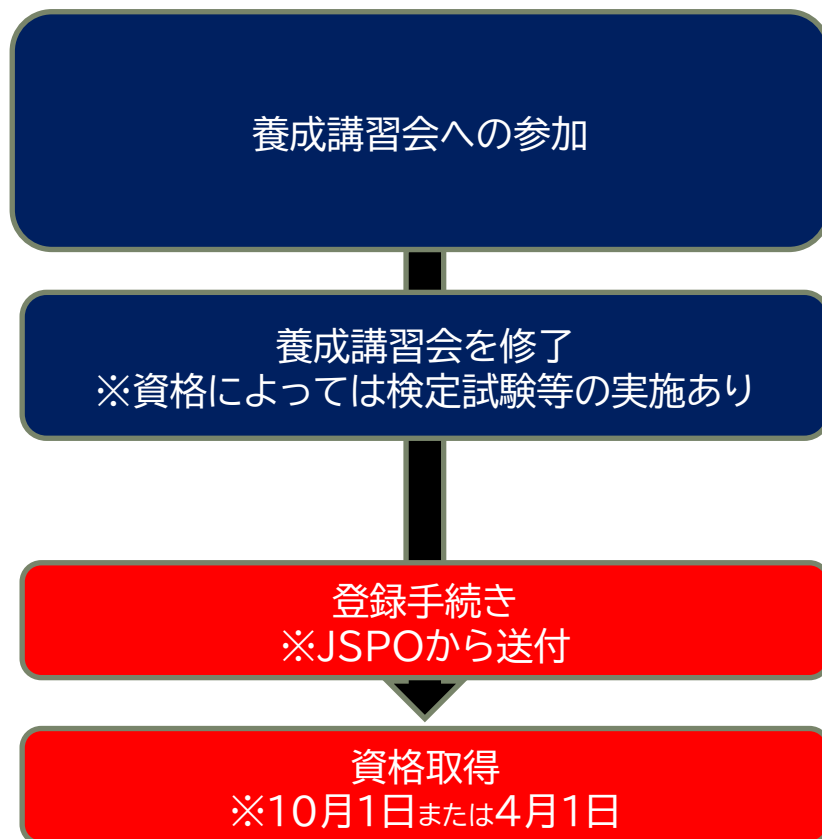 養成講習会への参加
養成講習会を修了
※資格によっては検定試験等の実施あり
登録手続き
※JSPOから送付
資格取得
※10月1日または4月1日